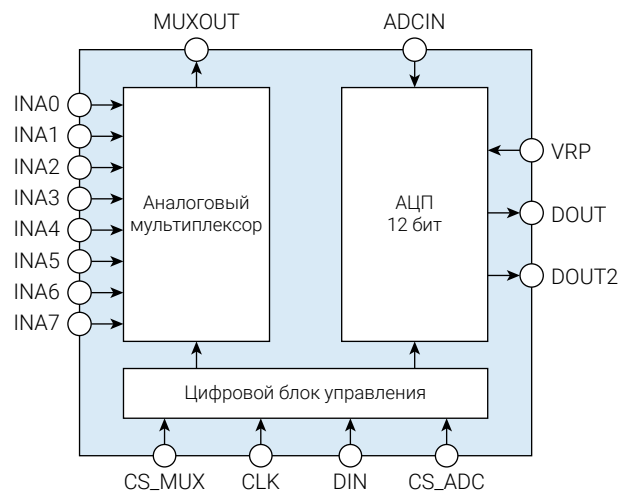 MUXOUT
ADCIN
INA0
INA1
INA2
INA3
INA4
INA5
INA6
INA7
Аналоговый
мультиплексор
АЦП
12 бит
VRP
DOUT
DOUT2
Цифровой блок управления
CS_MUX
CLK
DIN
CS_ADC